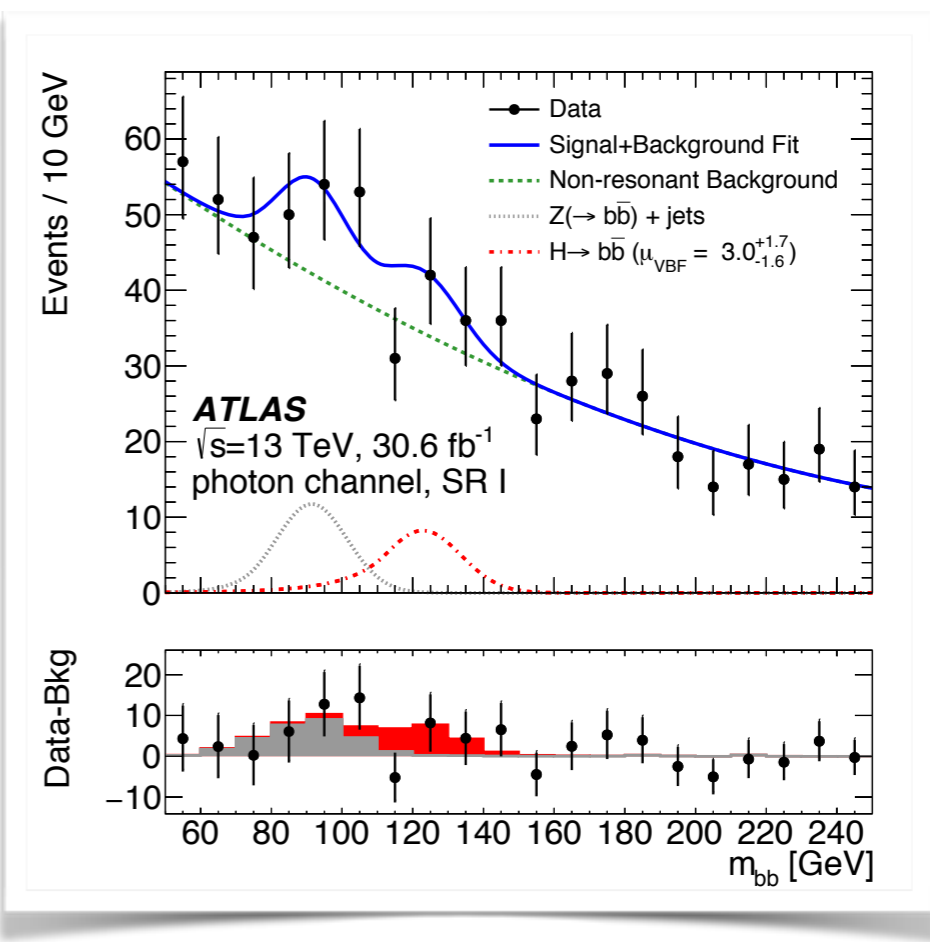 Events / 10 GeV
60
50
40
30
20
10
0
Data
Signal+Background Fit
Non-resonant Background
Z(→ bb̄) + jets
H→ bb̄ (μ_VBF = 3.0 +1.7 -1.6)
ATLAS
√s=13 TeV, 30.6 fb⁻¹
photon channel, SR I
Data-Bkg
20
10
0
−10
60 80 100 120 140 160 180 200 220 240
m_bb [GeV]